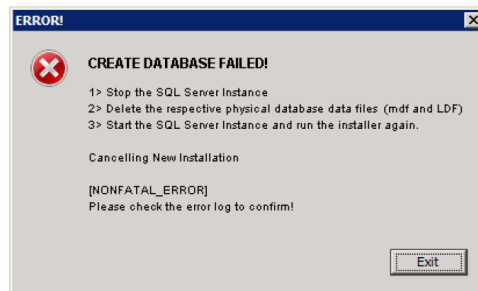 ERROR!
CREATE DATABASE FAILED!
1> Stop the SQL Server Instance
2> Delete the respective physical database data files (mdf and LDF)
3> Start the SQL Server Instance and run the installer again.
Cancelling New Installation
[NONFATAL_ERROR]
Please check the error log to confirm!
Exit